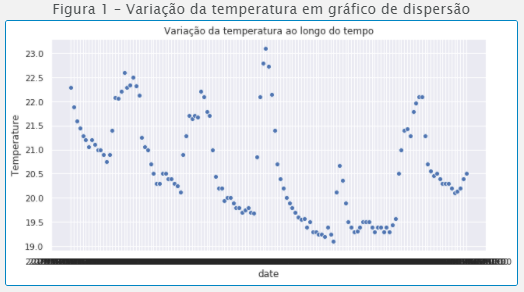 Figura 1 – Variação da temperatura em gráfico de dispersão
Variação da temperatura ao longo do tempo
23.0
22.5
22.0
21.5
21.0
20.5
20.0
19.5
19.0
Temperature
date